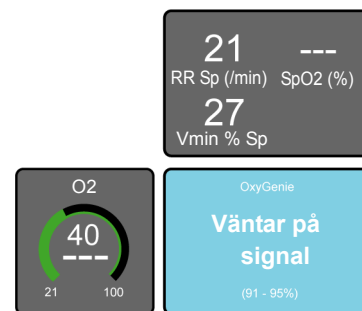 21 ---
RR Sp (/min) SpO2 (%)
27
Vmin % Sp
O2
40
---
21 100
OxyGenie
Väntar på
signal
(91 - 95%)